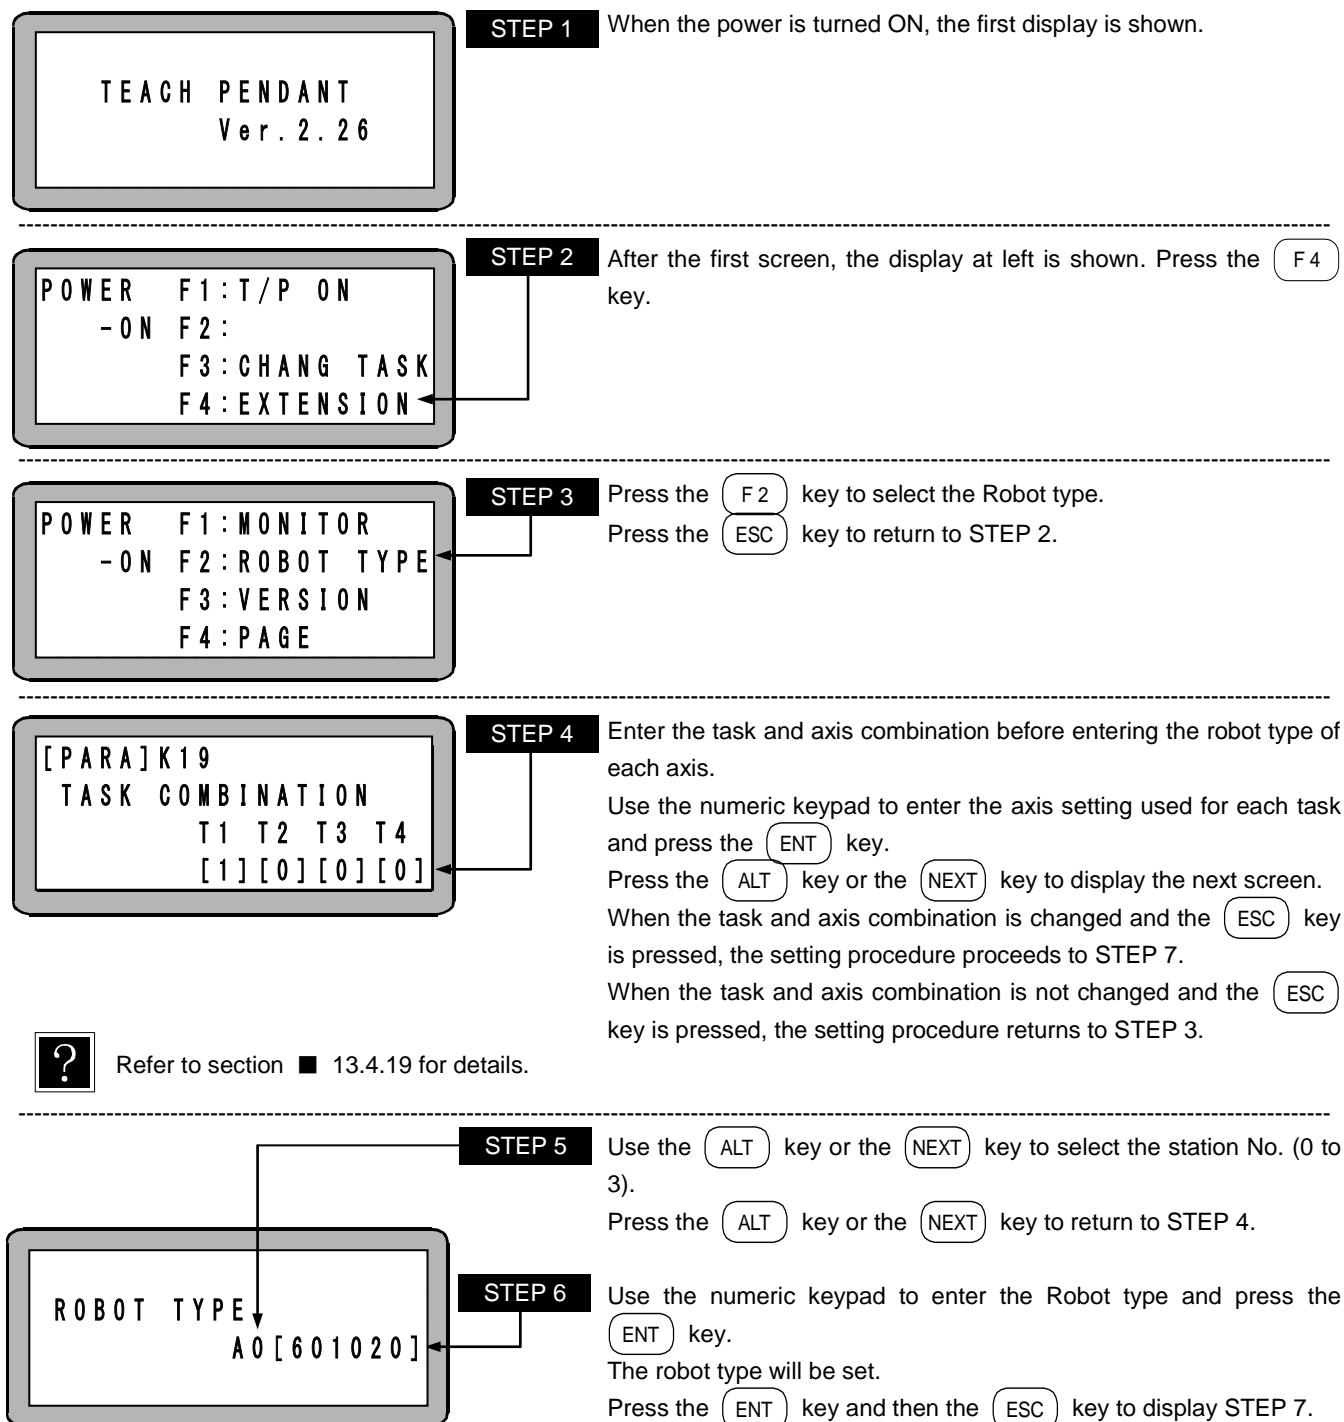 STEP 1
When the power is turned ON, the first display is shown.
TEACH PENDANT
Ver.2.26
STEP 2
After the first screen, the display at left is shown. Press the F4
key.
POWER F1:T/P ON
-ON F2:
F3:CHANG TASK
F4:EXTENSION
STEP 3
Press the F2 key to select the Robot type.
Press the ESC key to return to STEP 2.
POWER F1:MONITOR
-ON F2:ROBOT TYPE
F3:VERSION
F4:PAGE
STEP 4
Enter the task and axis combination before entering the robot type of
each axis.
Use the numeric keypad to enter the axis setting used for each task
and press the ENT key.
Press the ALT key or the NEXT key to display the next screen.
When the task and axis combination is changed and the ESC key
is pressed, the setting procedure proceeds to STEP 7.
When the task and axis combination is not changed and the ESC
key is pressed, the setting procedure returns to STEP 3.
[PARA]K19
TASK COMBINATION
T1 T2 T3 T4
[1][0][0][0]
? Refer to section ■ 13.4.19 for details.
STEP 5
Use the ALT key or the NEXT key to select the station No. (0 to
3).
Press the ALT key or the NEXT key to return to STEP 4.
ROBOT TYPE
A0[601020]
STEP 6
Use the numeric keypad to enter the Robot type and press the
ENT key.
The robot type will be set.
Press the ENT key and then the ESC key to display STEP 7.